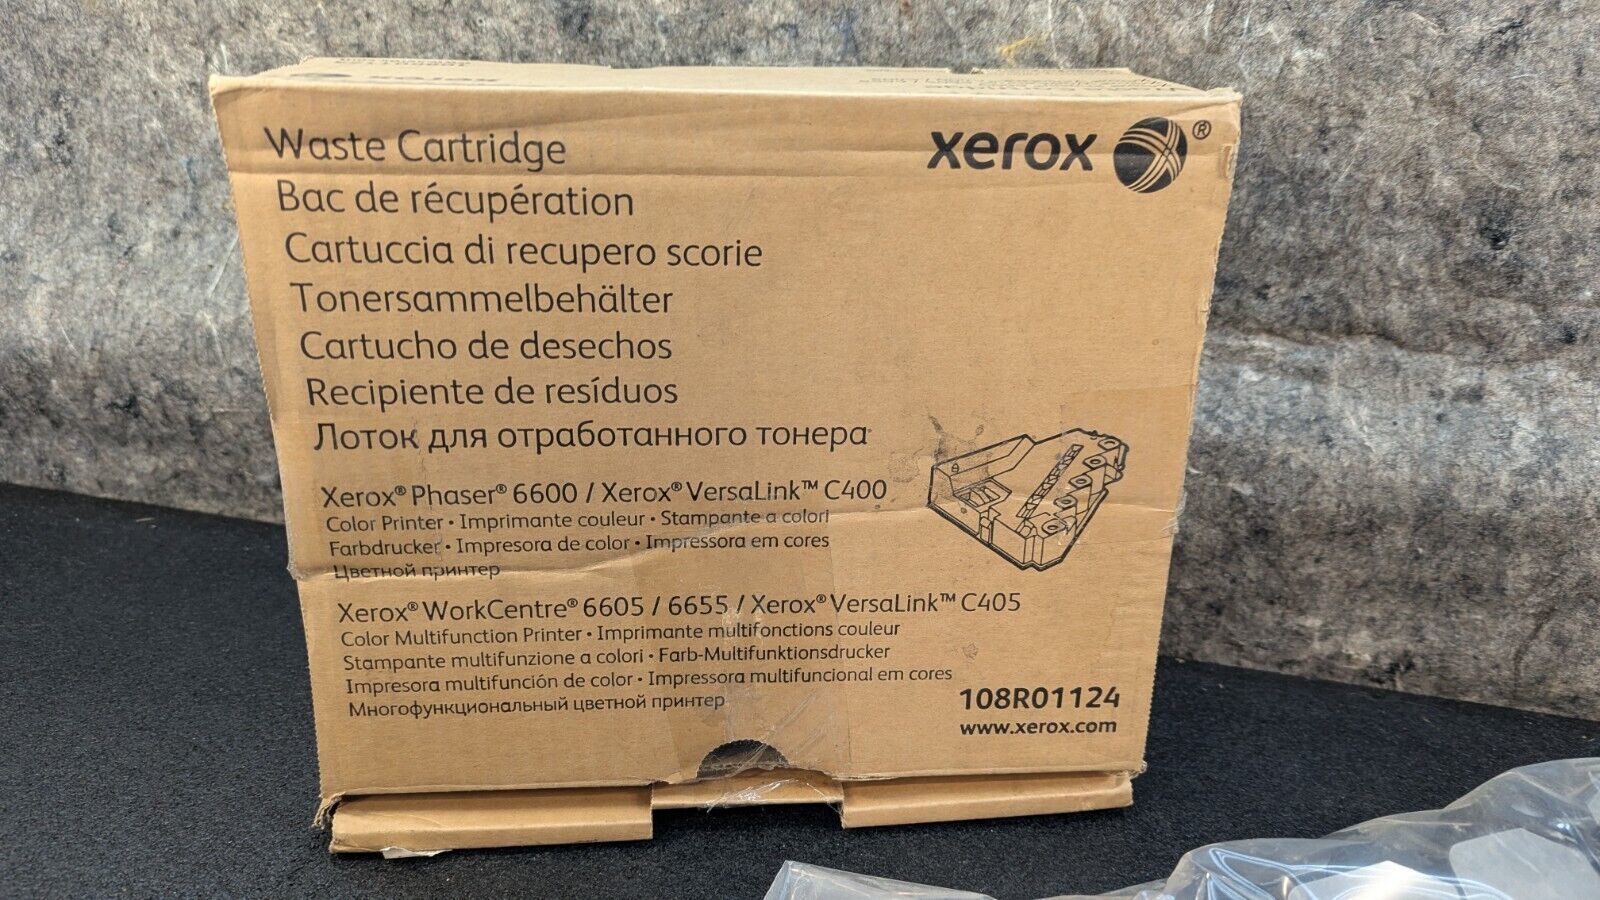 xerox
Waste Cartridge
xerox ®
Bac de récupération
Cartuccia di recupero scorie
Tonersammelbehälter
Cartucho de desechos
Recipiente de resíduos
Лоток для отработанного тонера
Xerox® Phaser® 6600 / Xerox® VersaLink™ C400
Color Printer • Imprimante couleur • Stampante a colori
Farbdrucker • Impresora de color • Impressora em cores
Цветной принтер
Xerox® WorkCentre® 6605 / 6655 / Xerox® VersaLink™ C405
Color Multifunction Printer • Imprimante multifonctions couleur
Stampante multifunzione a colori • Farb-Multifunktionsdrucker
Impresora multifunción de color • Impressora multifuncional em cores
Многофункциональный цветной принтер
108R01124
www.xerox.com